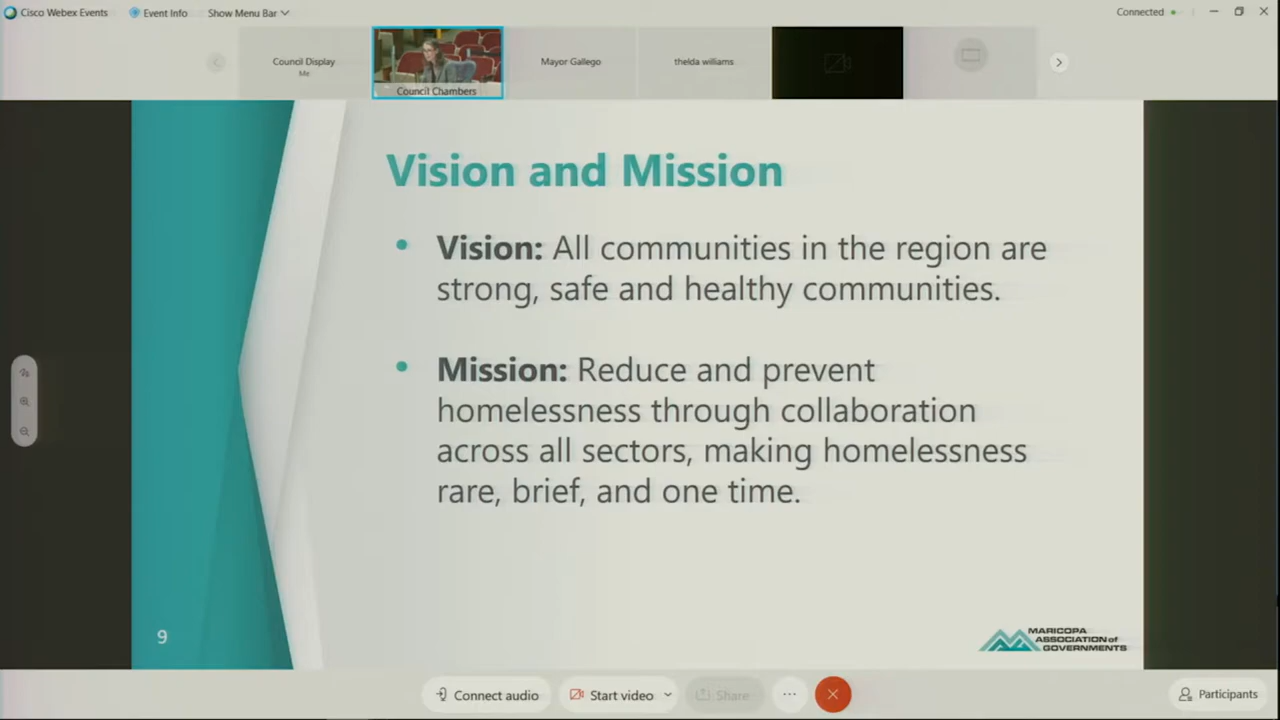 Cisco Webex Events
Event Info
Show Menu Bar
Connected
Council Display
Me
Council Chambers
Mayor Gallego
thelda williams
Vision and Mission
• Vision: All communities in the region are
strong, safe and healthy communities.
• Mission: Reduce and prevent
homelessness through collaboration
across all sectors, making homelessness
rare, brief, and one time.
9
MARICOPA
ASSOCIATION of
GOVERNMENTS
Connect audio
Start video
Share
Participants